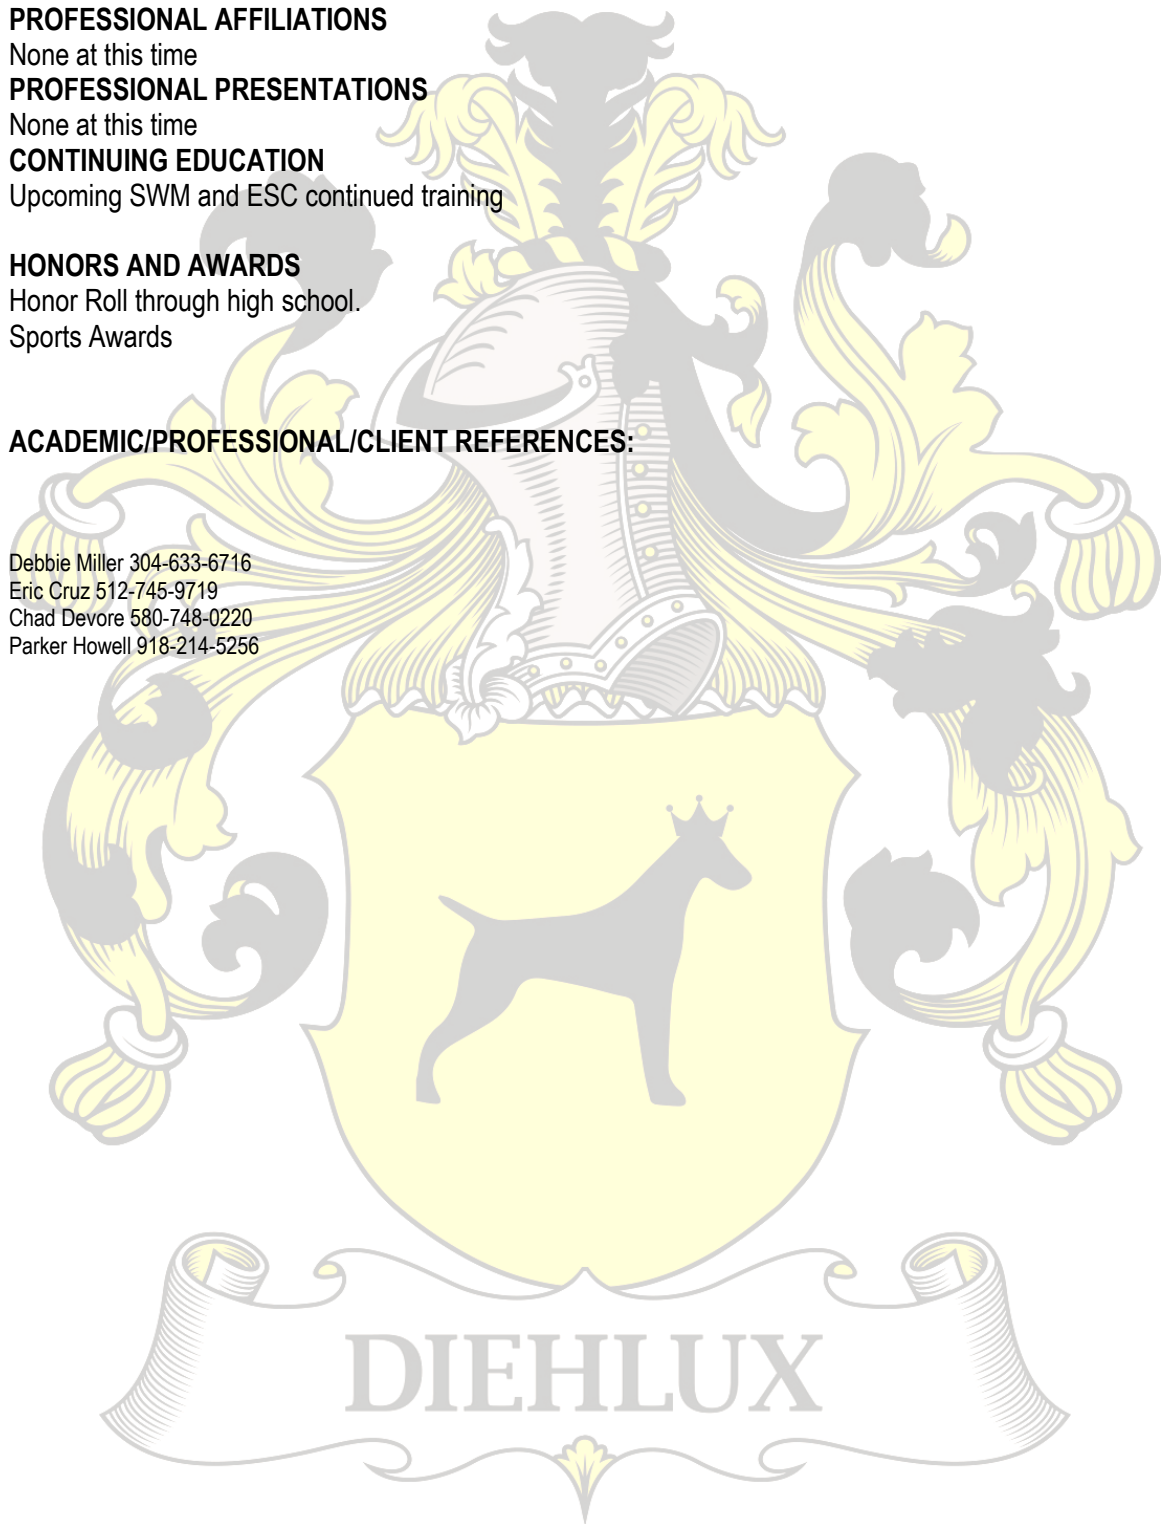 PROFESSIONAL AFFILIATIONS
None at this time
PROFESSIONAL PRESENTATIONS
None at this time
CONTINUING EDUCATION
Upcoming SWM and ESC continued training
HONORS AND AWARDS
Honor Roll through high school.
Sports Awards
ACADEMIC/PROFESSIONAL/CLIENT REFERENCES:
Debbie Miller 304-633-6716
Eric Cruz 512-745-9719
Chad Devore 580-748-0220
Parker Howell 918-214-5256
DIEHLUX